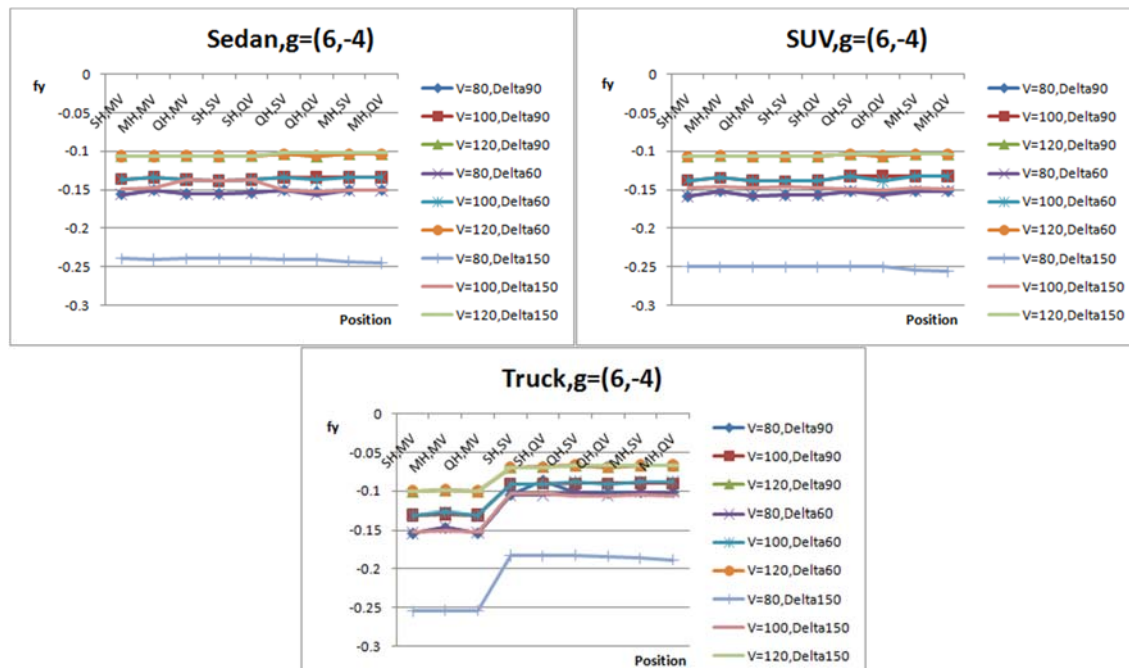 Sedan,g=(6,-4)
fy
0
-0.05
-0.1
-0.15
-0.2
-0.25
-0.3
SH,MV
MH,MV
QH,MV
SH,SV
SH,QV
QH,SV
QH,QV
MH,SV
MH,QV
Position
V=80,Delta90
V=100,Delta90
V=120,Delta90
V=80,Delta60
V=100,Delta60
V=120,Delta60
V=80,Delta150
V=100,Delta150
V=120,Delta150
SUV,g=(6,-4)
fy
0
-0.05
-0.1
-0.15
-0.2
-0.25
-0.3
SH,MV
MH,MV
QH,MV
SH,SV
SH,QV
QH,SV
QH,QV
MH,SV
MH,QV
Position
V=80,Delta90
V=100,Delta90
V=120,Delta90
V=80,Delta60
V=100,Delta60
V=120,Delta60
V=80,Delta150
V=100,Delta150
V=120,Delta150
Truck,g=(6,-4)
fy
0
-0.05
-0.1
-0.15
-0.2
-0.25
-0.3
SH,MV
MH,MV
QH,MV
SH,SV
SH,QV
QH,SV
QH,QV
MH,SV
MH,QV
Position
V=80,Delta90
V=100,Delta90
V=120,Delta90
V=80,Delta60
V=100,Delta60
V=120,Delta60
V=80,Delta150
V=100,Delta150
V=120,Delta150